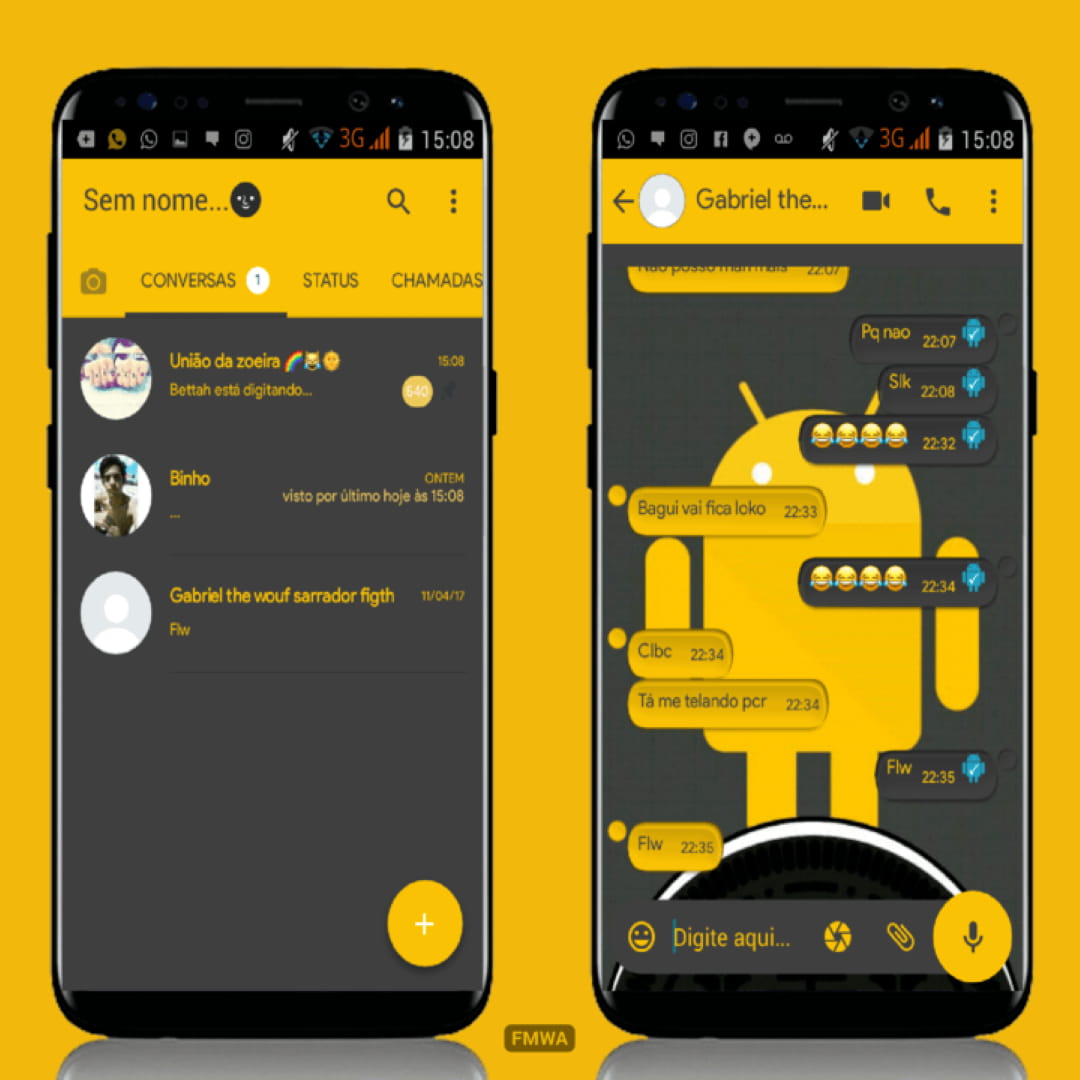 3G 15:08
Sem nome...
CONVERSAS 1 STATUS CHAMADAS
União da zoeira 🌈😹🌞 15:08
Bettah está digitando... 640
Binho ONTEM
visto por último hoje às 15:08
...
Gabriel the wouf sarrador figth 11/04/17
Flw
3G 15:08
Gabriel the...
Não posso man mais 22:07
Pq nao 22:07
Slk 22:08
😂😂😂😂 22:32
Bagui vai fica loko 22:33
😂😂😂😂 22:34
Clbc 22:34
Tá me telando pcr 22:34
Flw 22:35
Flw 22:35
Digite aqui...
FMWA